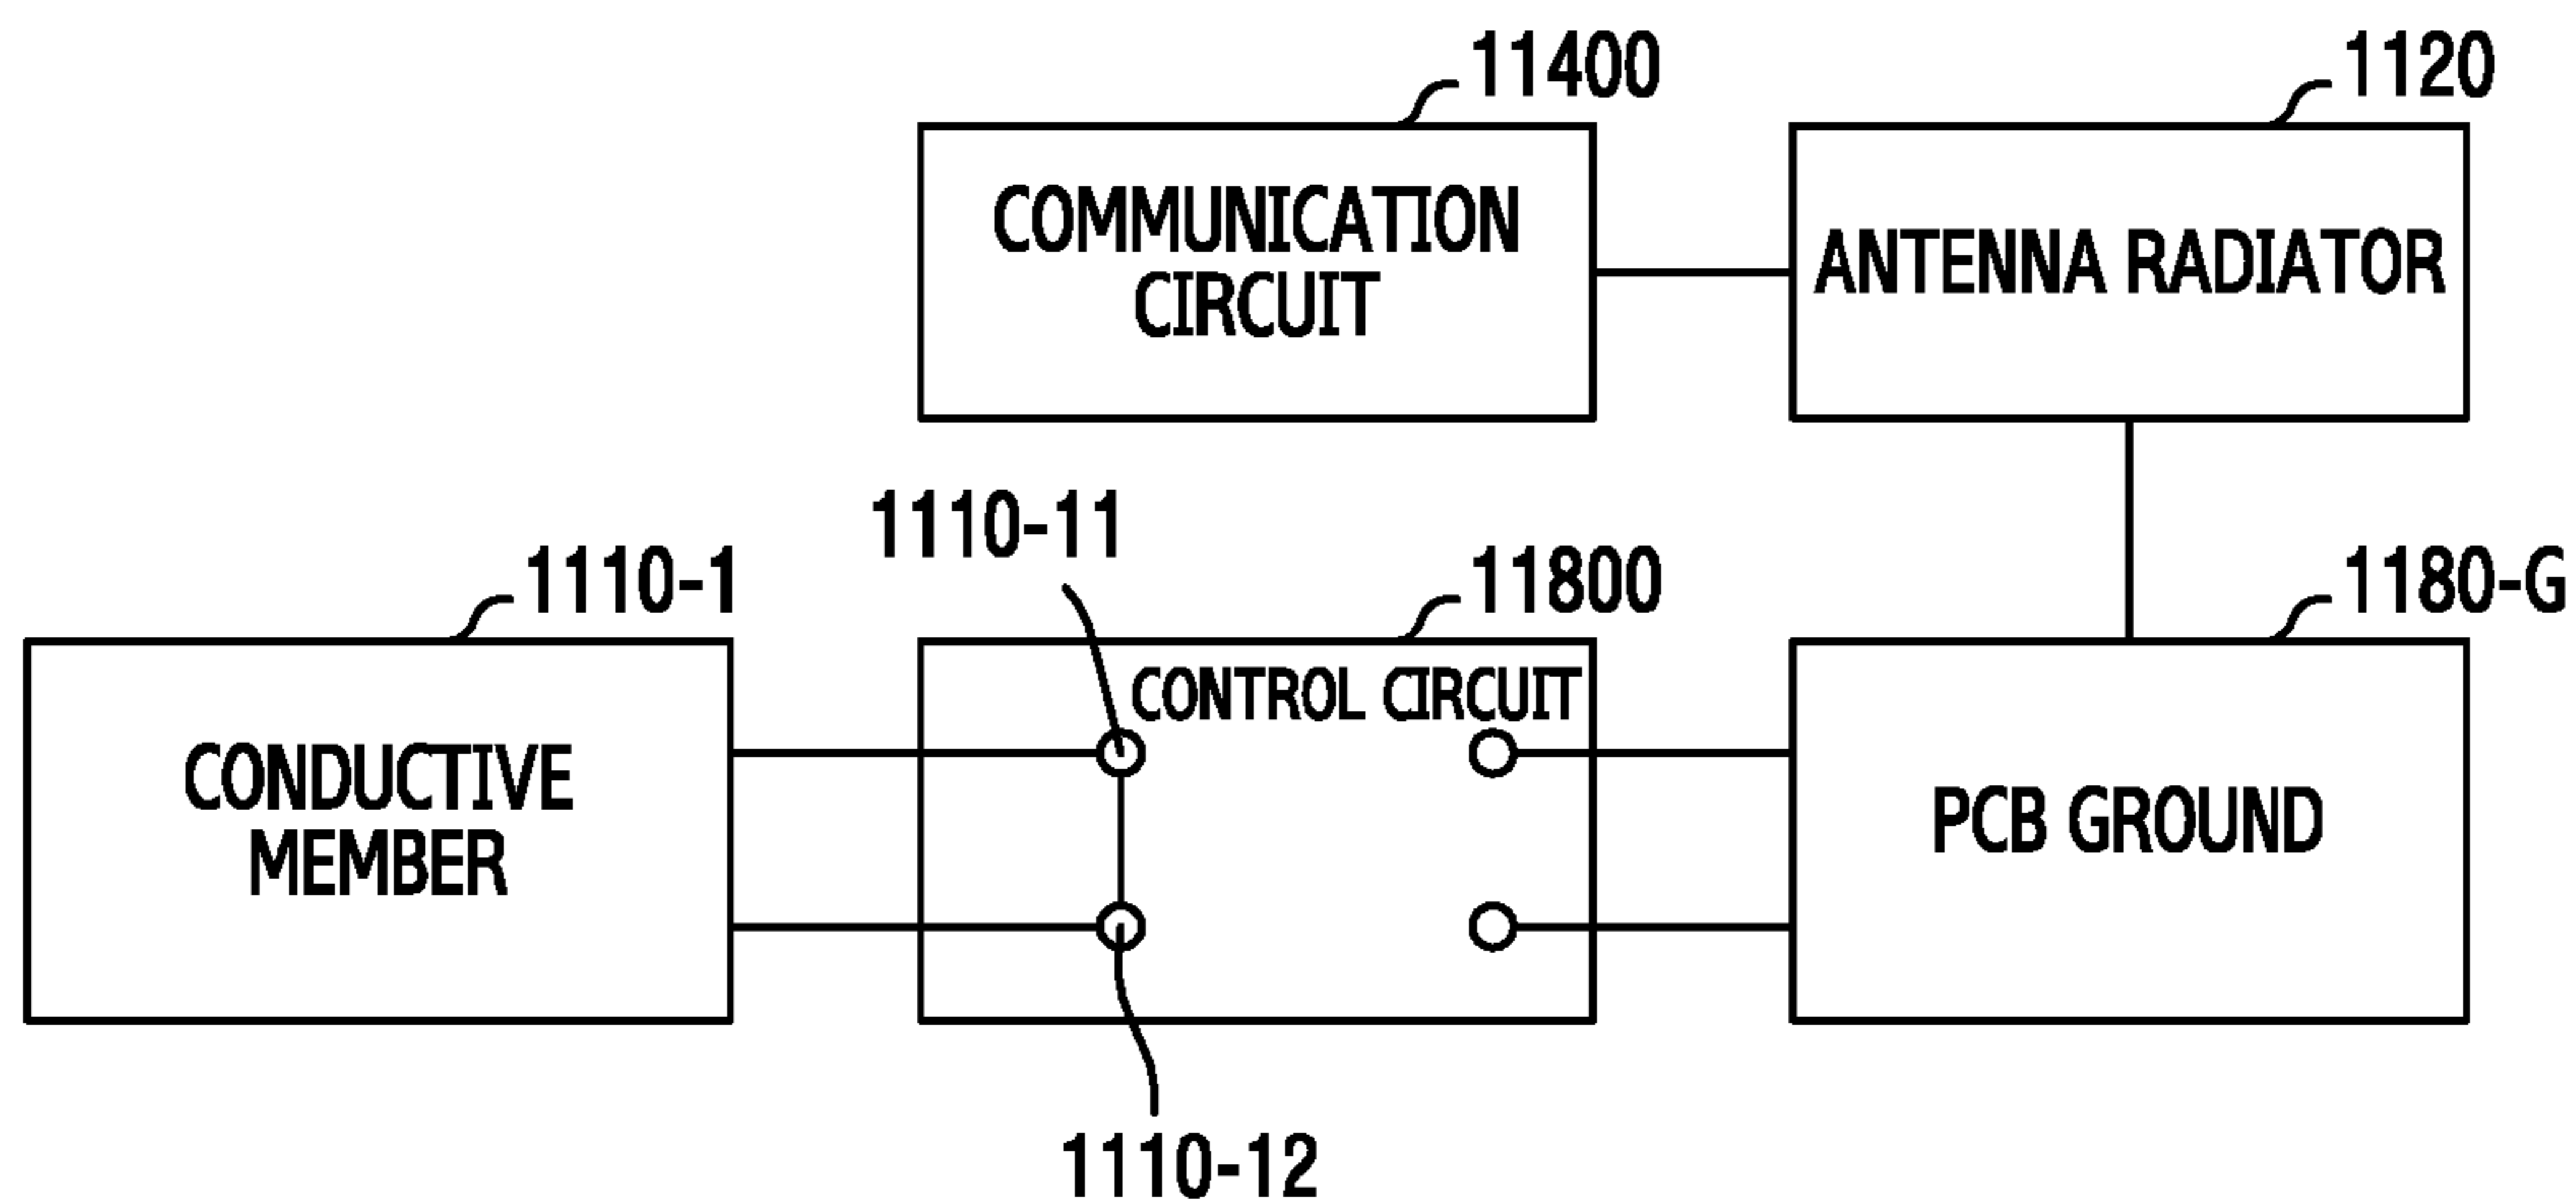 11400
1120
COMMUNICATION
CIRCUIT
ANTENNA RADIATOR
1110-11
1110-1
11800
1180-G
CONTROL CIRCUIT
CONDUCTIVE
MEMBER
PCB GROUND
1110-12